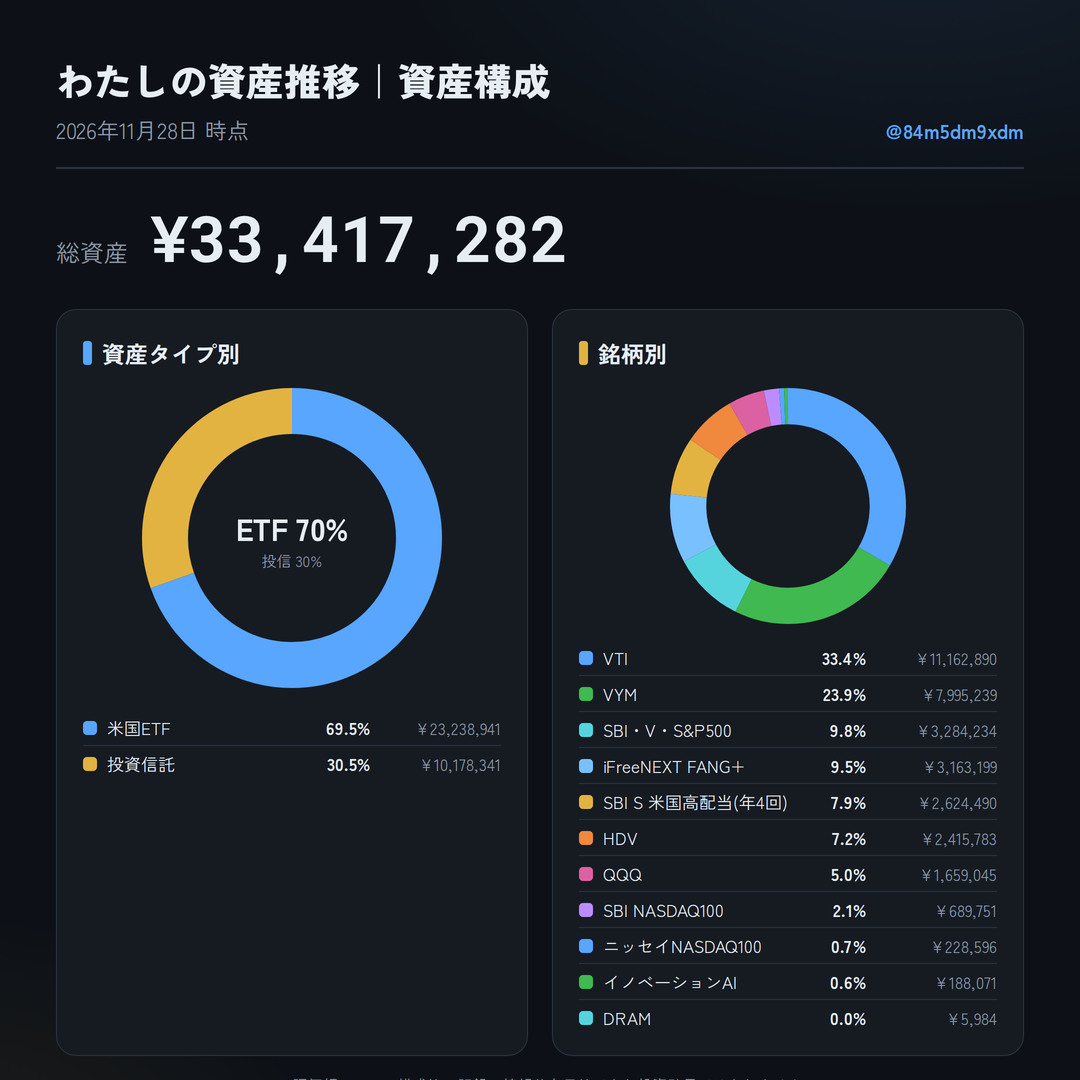 わたしの資産推移｜資産構成
2026年11月28日 時点
@84m5dm9xdm
総資産 ¥33,417,282
資産タイプ別
ETF 70%
投信 30%
米国ETF 69.5% ¥23,238,941
投資信託 30.5% ¥10,178,341
銘柄別
VTI 33.4% ¥11,162,890
VYM 23.9% ¥7,995,239
SBI・V・S&P500 9.8% ¥3,284,234
iFreeNEXT FANG＋ 9.5% ¥3,163,199
SBI S 米国高配当(年4回) 7.9% ¥2,624,490
HDV 7.2% ¥2,415,783
QQQ 5.0% ¥1,659,045
SBI NASDAQ100 2.1% ¥689,751
ニッセイNASDAQ100 0.7% ¥228,596
イノベーションAI 0.6% ¥188,071
DRAM 0.0% ¥5,984